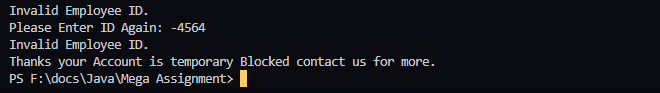 Invalid Employee ID.
Please Enter ID Again: -4564
Invalid Employee ID.
Thanks your Account is temporary Blocked contact us for more.
PS F:\docs\Java\Mega Assignment>